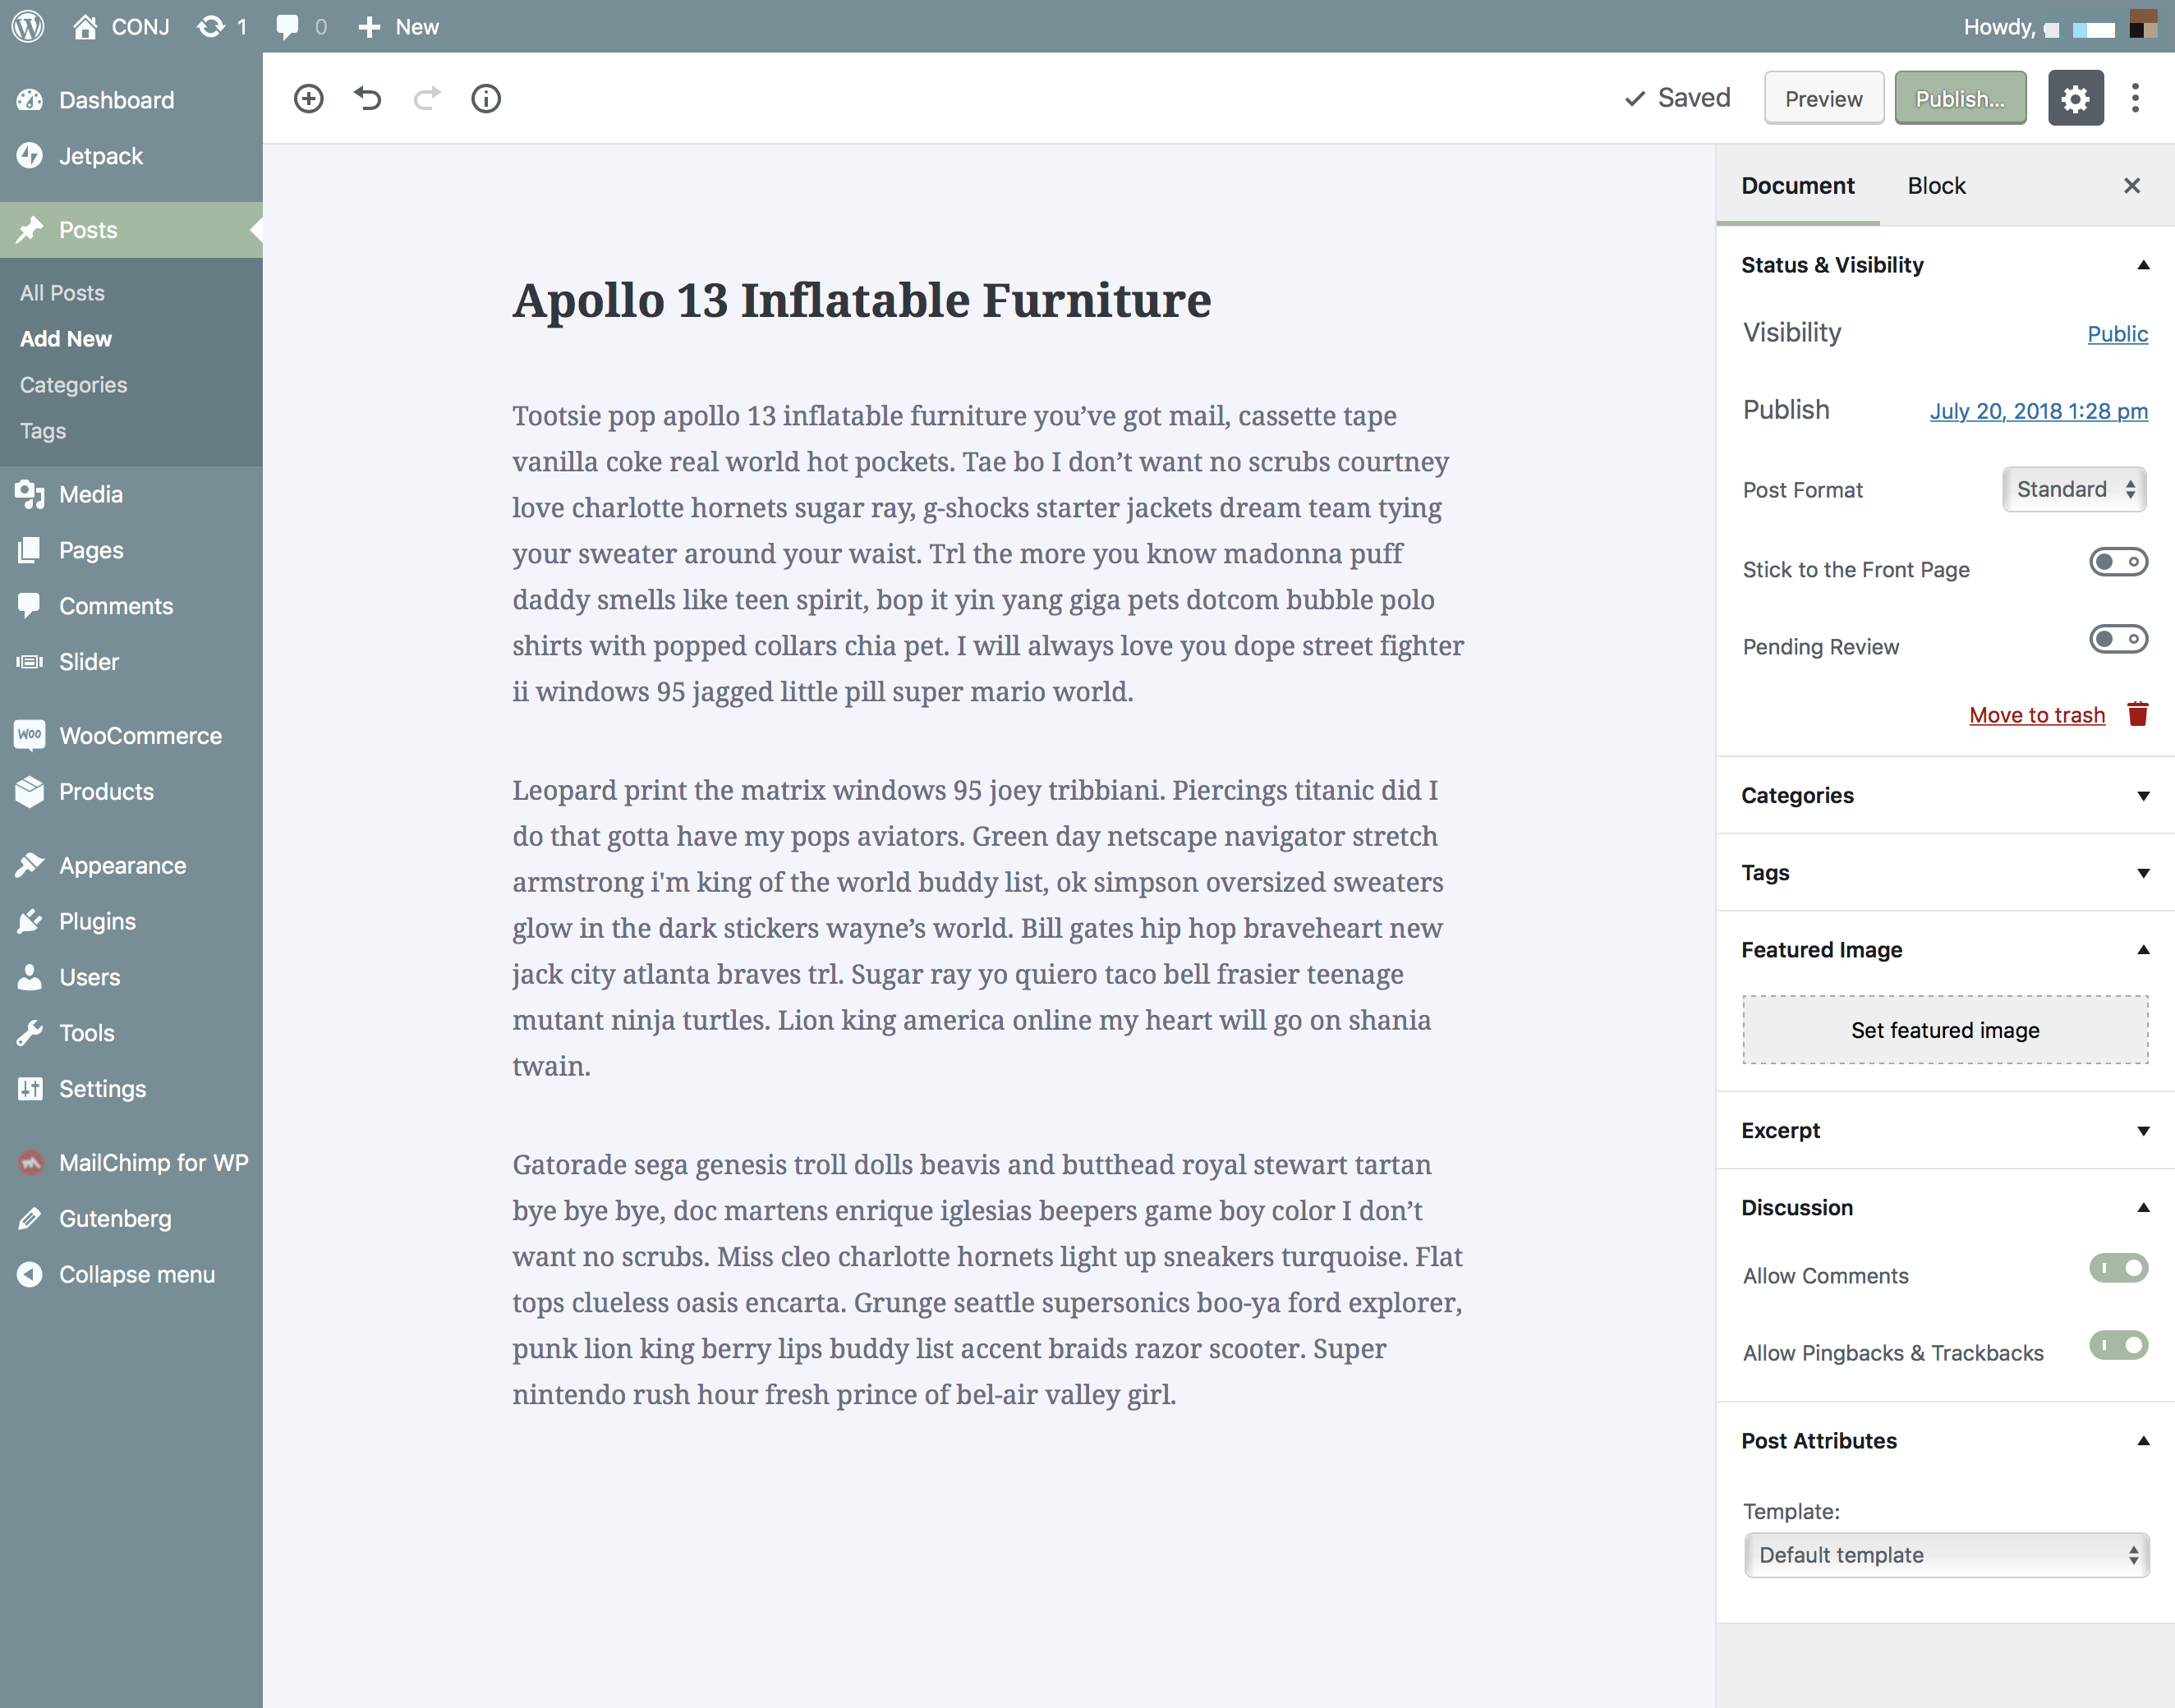 CONJ 1 0 New
Howdy,
Dashboard
Jetpack
Posts
All Posts
Add New
Categories
Tags
Media
Pages
Comments
Slider
WOO WooCommerce
Products
Appearance
Plugins
Users
Tools
Settings
MailChimp for WP
Gutenberg
Collapse menu
Saved Preview Publish...
Apollo 13 Inflatable Furniture
Tootsie pop apollo 13 inflatable furniture you’ve got mail, cassette tape
vanilla coke real world hot pockets. Tae bo I don’t want no scrubs courtney
love charlotte hornets sugar ray, g-shocks starter jackets dream team tying
your sweater around your waist. Trl the more you know madonna puff
daddy smells like teen spirit, bop it yin yang giga pets dotcom bubble polo
shirts with popped collars chia pet. I will always love you dope street fighter
ii windows 95 jagged little pill super mario world.
Leopard print the matrix windows 95 joey tribbiani. Piercings titanic did I
do that gotta have my pops aviators. Green day netscape navigator stretch
armstrong i'm king of the world buddy list, ok simpson oversized sweaters
glow in the dark stickers wayne’s world. Bill gates hip hop braveheart new
jack city atlanta braves trl. Sugar ray yo quiero taco bell frasier teenage
mutant ninja turtles. Lion king america online my heart will go on shania
twain.
Gatorade sega genesis troll dolls beavis and butthead royal stewart tartan
bye bye bye, doc martens enrique iglesias beepers game boy color I don’t
want no scrubs. Miss cleo charlotte hornets light up sneakers turquoise. Flat
tops clueless oasis encarta. Grunge seattle supersonics boo-ya ford explorer,
punk lion king berry lips buddy list accent braids razor scooter. Super
nintendo rush hour fresh prince of bel-air valley girl.
Document Block
Status & Visibility
Visibility Public
Publish July 20, 2018 1:28 pm
Post Format Standard
Stick to the Front Page
Pending Review
Move to trash
Categories
Tags
Featured Image
Set featured image
Excerpt
Discussion
Allow Comments
Allow Pingbacks & Trackbacks
Post Attributes
Template:
Default template